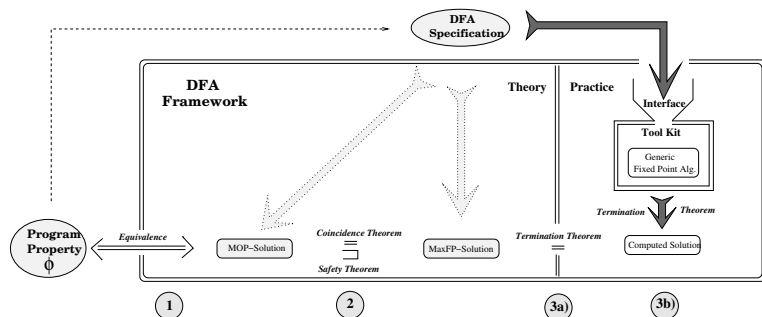 DFA
Specification
DFA
Framework
Theory
Practice
Interface
Tool Kit
Generic
Fixed Point Alg.
Termination
Theorem
Program
Property
ϕ
Equivalence
MOP-Solution
Coincidence Theorem
Safety Theorem
MaxFP-Solution
Termination Theorem
Computed Solution
1
2
3a)
3b)